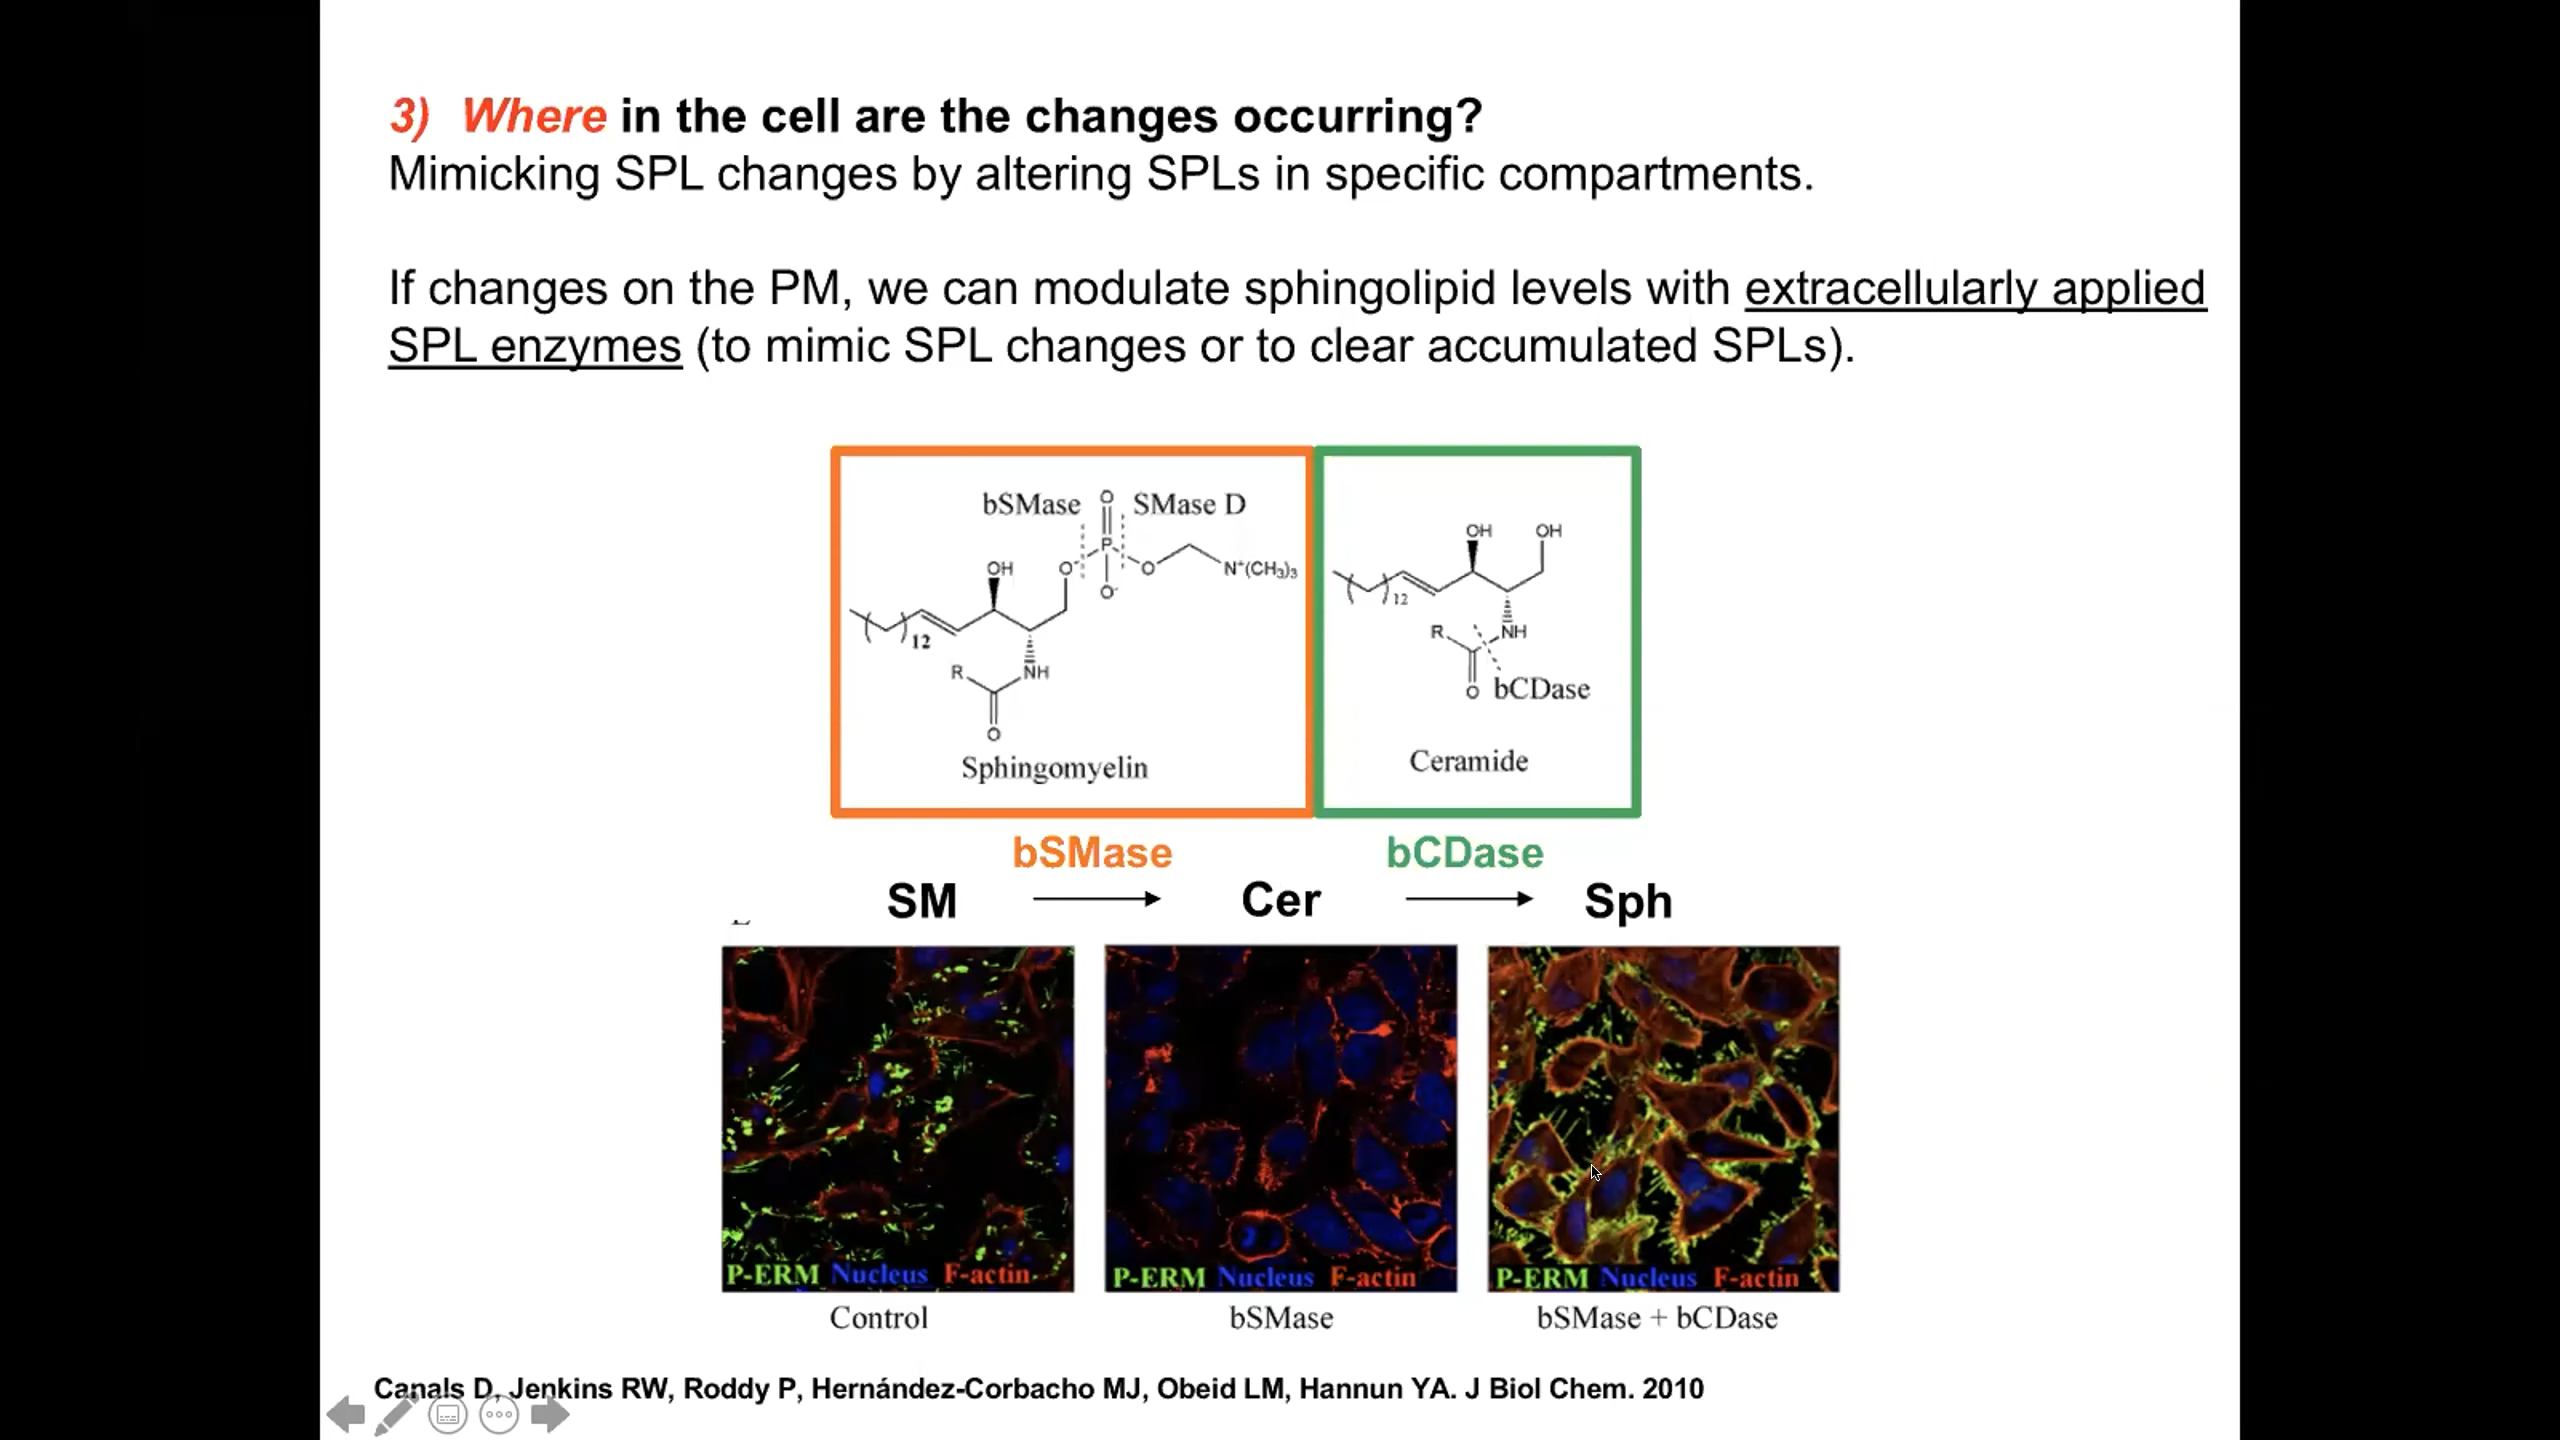 3) Where in the cell are the changes occurring?
Mimicking SPL changes by altering SPLs in specific compartments.
If changes on the PM, we can modulate sphingolipid levels with extracellularly applied
SPL enzymes (to mimic SPL changes or to clear accumulated SPLs).
bSMase O SMase D
P
OH O- O N+(CH3)3
O-
12
R NH
O
Sphingomyelin
OH OH
12
R NH
O bCDase
Ceramide
bSMase bCDase
SM Cer Sph
P-ERM Nucleus F-actin
P-ERM Nucleus F-actin
P-ERM Nucleus F-actin
Control bSMase bSMase + bCDase
Canals D, Jenkins RW, Roddy P, Hernández-Corbacho MJ, Obeid LM, Hannun YA. J Biol Chem. 2010